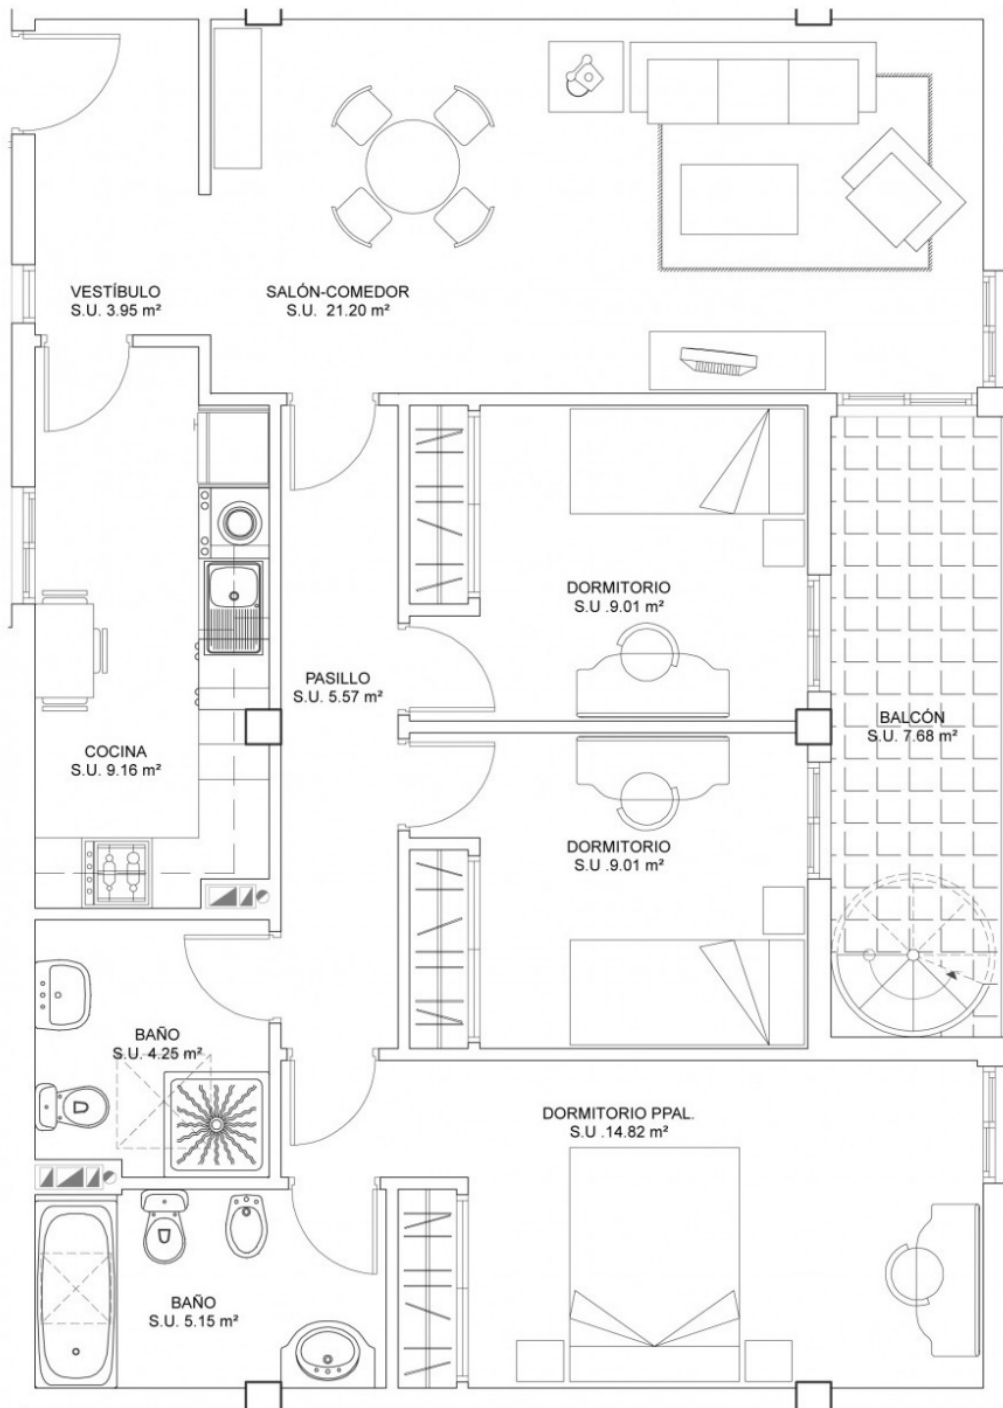 VESTÍBULO
S.U. 3.95 m²
SALÓN-COMEDOR
S.U. 21.20 m²
DORMITORIO
S.U .9.01 m²
PASILLO
S.U. 5.57 m²
BALCÓN
S.U. 7.68 m²
COCINA
S.U. 9.16 m²
DORMITORIO
S.U .9.01 m²
BAÑO
S.U. 4.25 m²
DORMITORIO PPAL.
S.U .14.82 m²
BAÑO
S.U. 5.15 m²